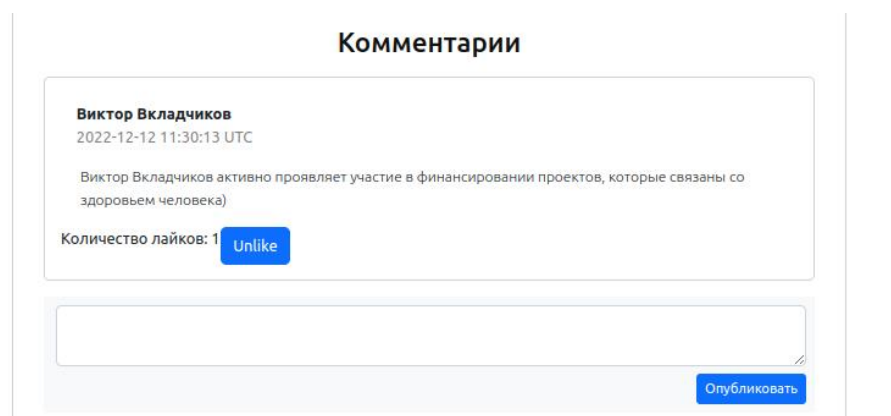 Комментарии
Виктор Вкладчиков
2022-12-12 11:30:13 UTC
Виктор Вкладчиков активно проявляет участие в финансировании проектов, которые связаны со
здоровьем человека)
Количество лайков: 1 Unlike
Опубликовать